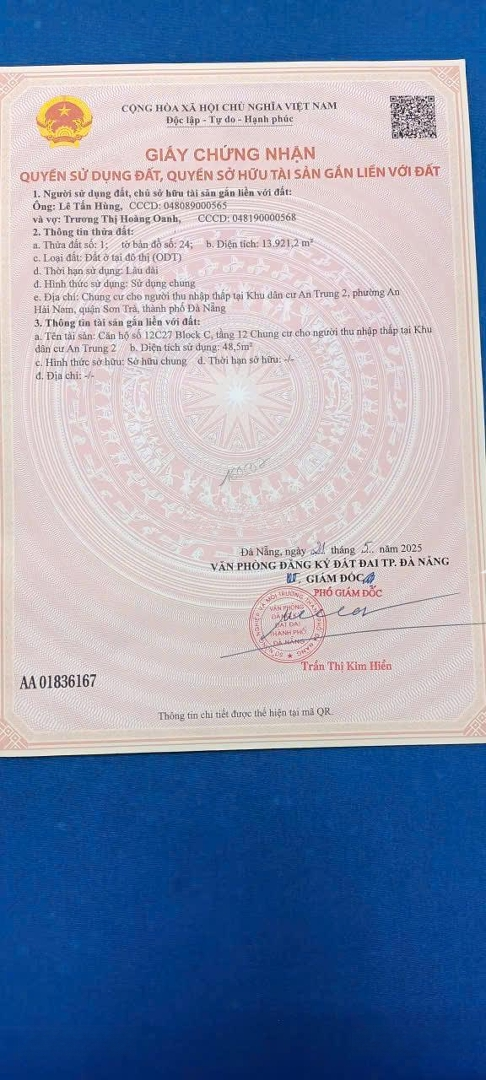 CỘNG HÒA XÃ HỘI CHỦ NGHĨA VIỆT NAM
Độc lập - Tự do - Hạnh phúc
GIẤY CHỨNG NHẬN
QUYỀN SỬ DỤNG ĐẤT, QUYỀN SỞ HỮU TÀI SẢN GẮN LIỀN VỚI ĐẤT
1. Người sử dụng đất, chủ sở hữu tài sản gắn liền với đất:
Ông: Lê Tấn Hùng, CCCD: 048089000565
và vợ: Trương Thị Hoàng Oanh, CCCD: 048190000568
2. Thông tin thửa đất:
a. Thửa đất số: 1; tờ bản đồ số: 24; b. Diện tích: 13.921,2 m²
c. Loại đất: Đất ở tại đô thị (ODT)
d. Thời hạn sử dụng: Lâu dài
đ. Hình thức sử dụng: Sử dụng chung
e. Địa chỉ: Chung cư cho người thu nhập thấp tại Khu dân cư An Trung 2, phường An
Hải Nam, quận Sơn Trà, thành phố Đà Nẵng
3. Thông tin tài sản gắn liền với đất:
a. Tên tài sản: Căn hộ số 12C27 Block C, tầng 12 Chung cư cho người thu nhập thấp tại Khu
dân cư An Trung 2 b. Diện tích sử dụng: 48,5m²
c. Hình thức sở hữu: Sở hữu chung d. Thời hạn sở hữu: -/-
đ. Địa chỉ: -/-
Đà Nẵng, ngày 21 tháng 5 năm 2025
VĂN PHÒNG ĐĂNG KÝ ĐẤT ĐAI TP. ĐÀ NẴNG
KT. GIÁM ĐỐC
PHÓ GIÁM ĐỐC
VĂN PHÒNG
ĐĂNG KÝ
ĐẤT ĐAI
THÀNH PHỐ
ĐÀ NẴNG
Trần Thị Kim Hiền
AA 01836167
Thông tin chi tiết được thể hiện tại mã QR.